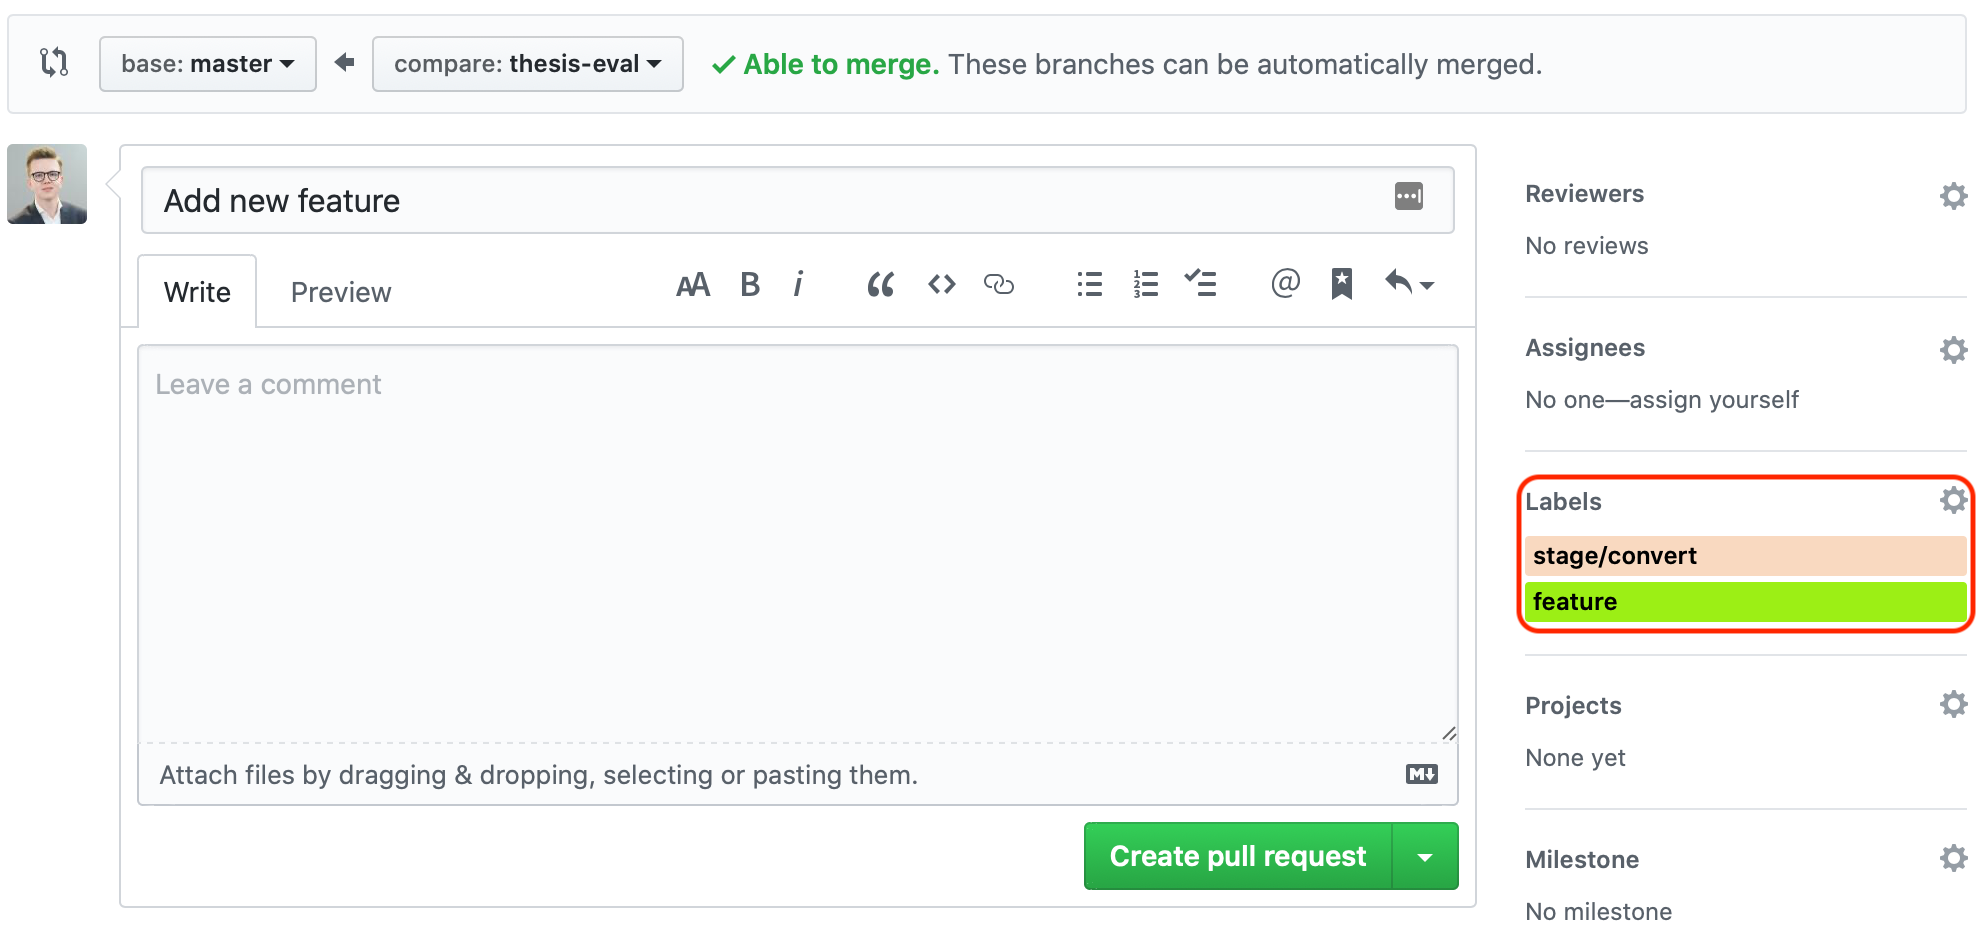 base: master compare: thesis-eval Able to merge. These branches can be automatically merged.
Add new feature
Write Preview
Leave a comment
Attach files by dragging & dropping, selecting or pasting them.
Create pull request
Reviewers
No reviews
Assignees
No one—assign yourself
Labels
stage/convert
feature
Projects
None yet
Milestone
No milestone